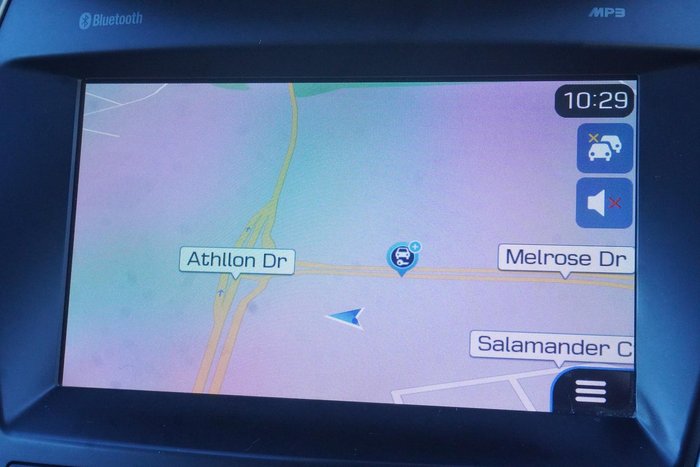 Bluetooth
MP3
10:29
Athllon Dr
Melrose Dr
Salamander C